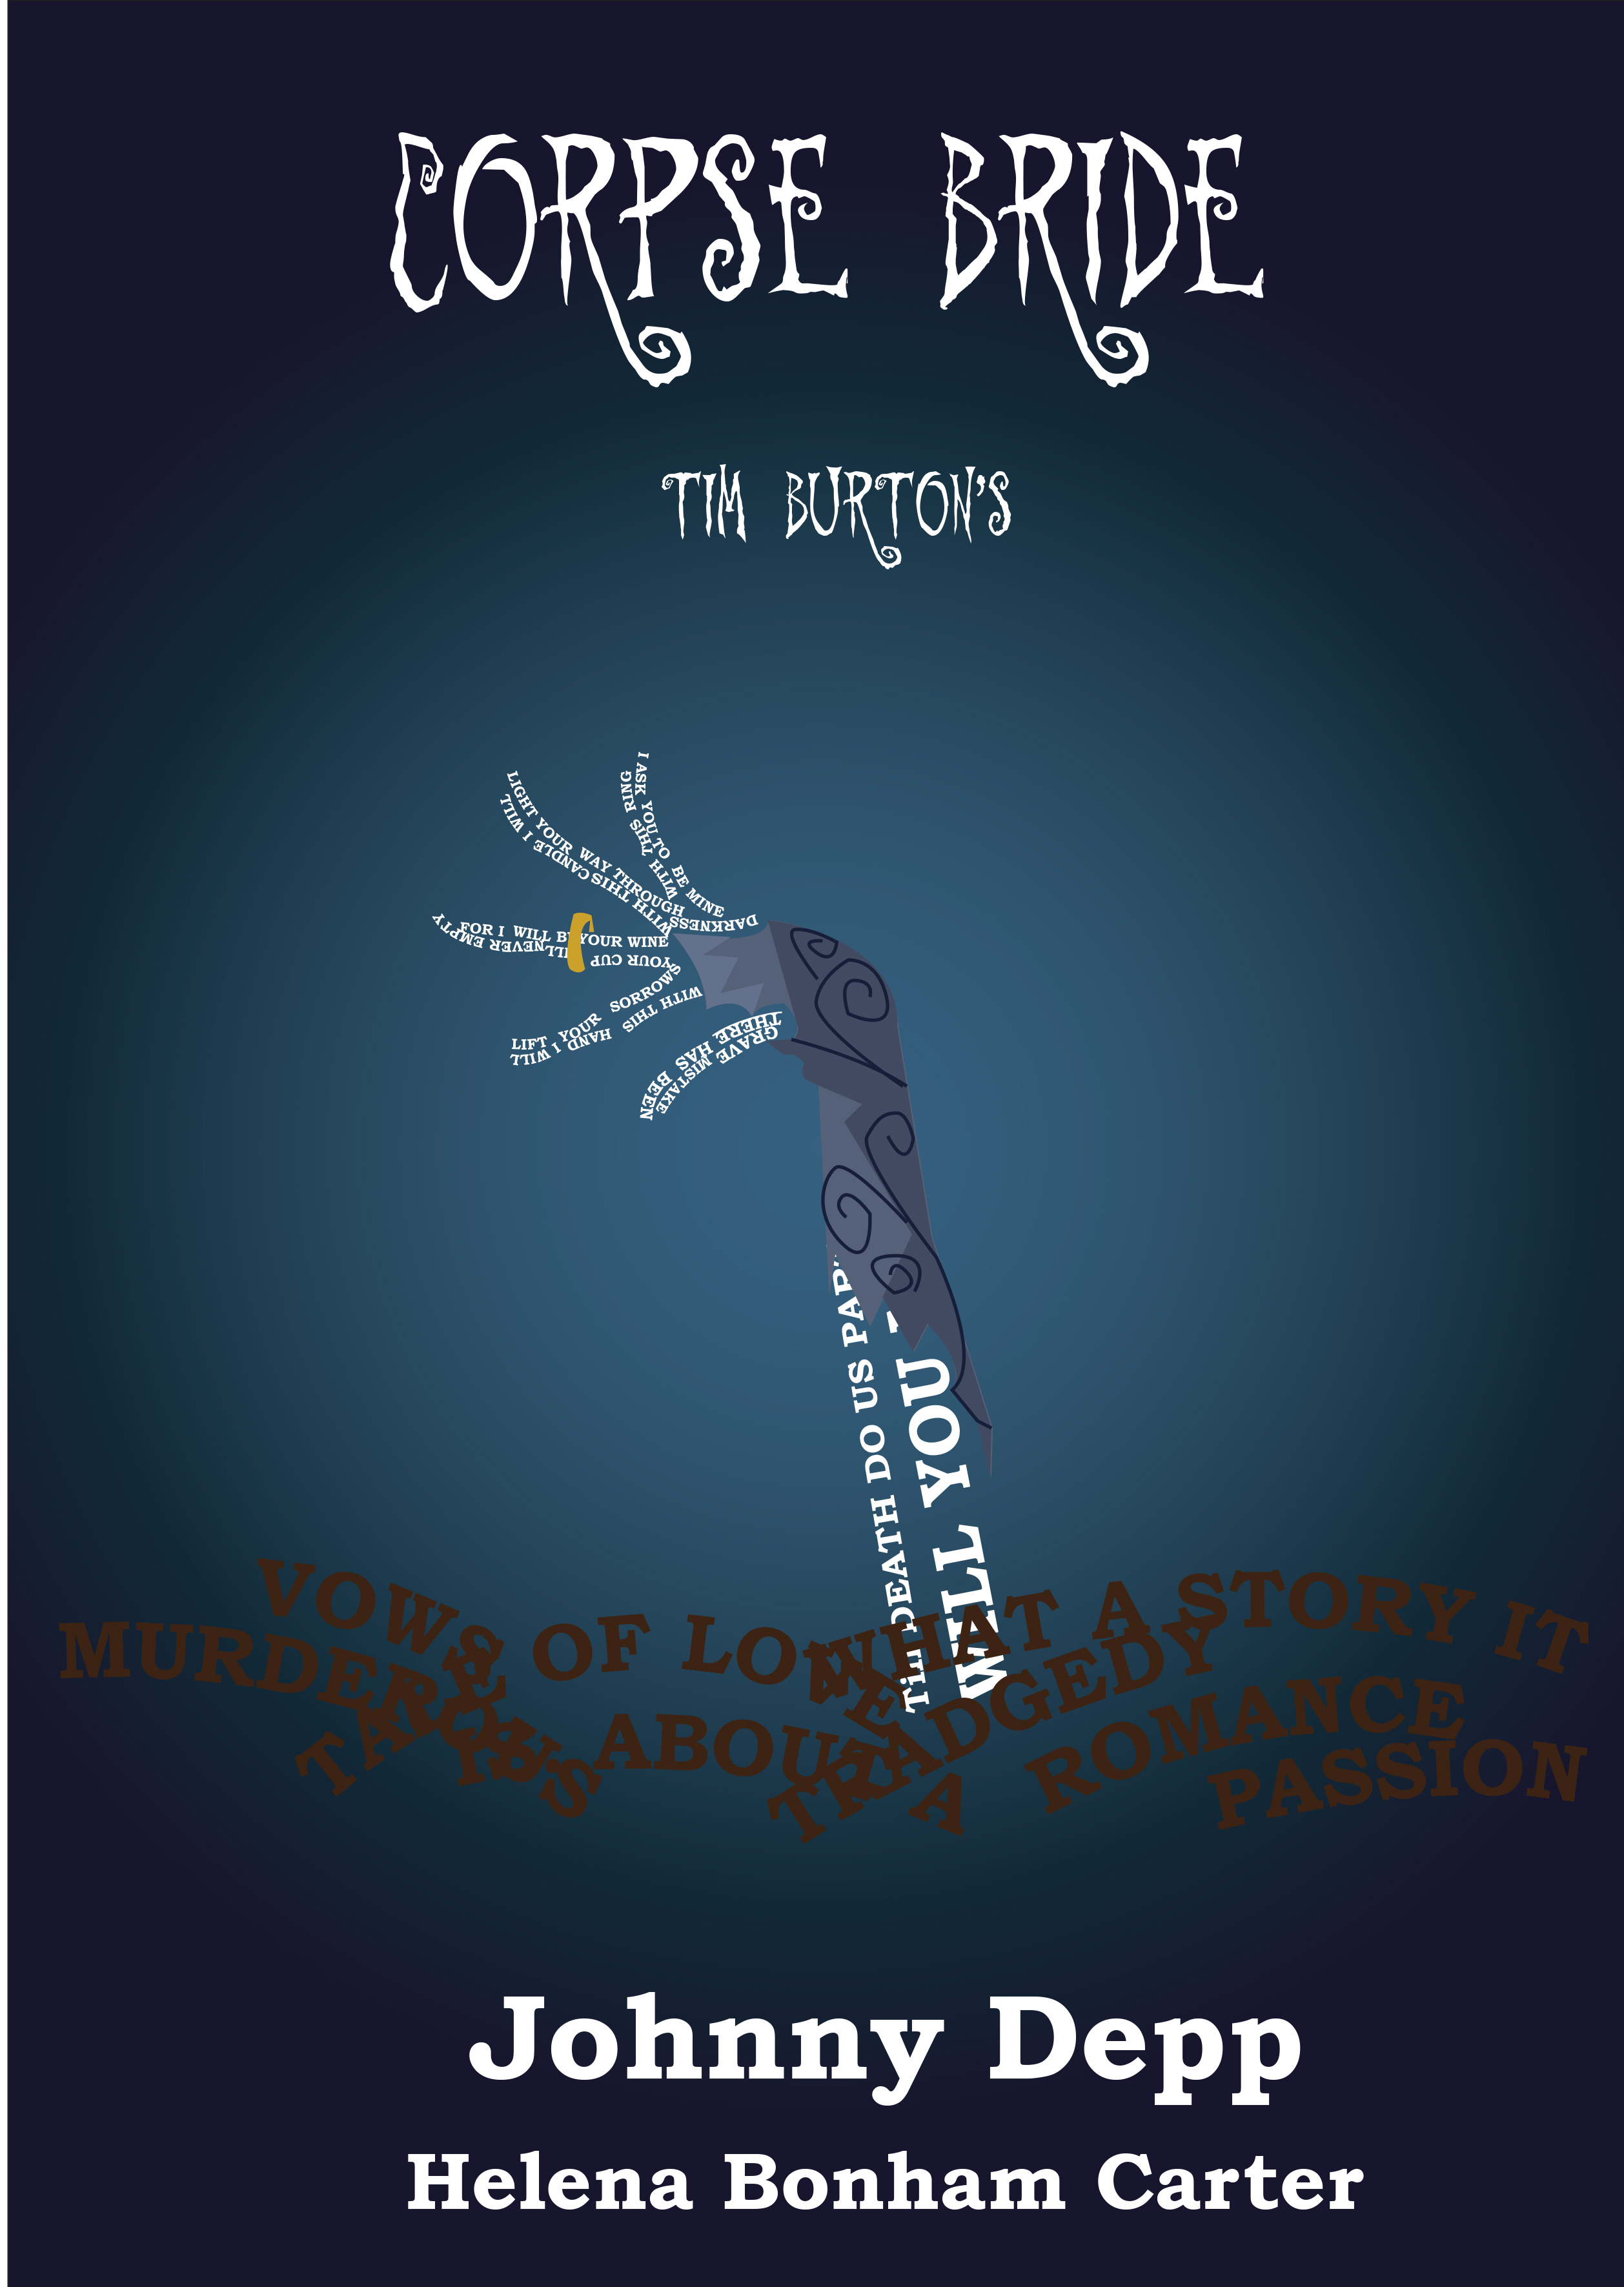 CORPSE BRIDE
TIM BURTON'S
I ASK YOU TO BE MINE
WITH THIS RING
LIGHT YOUR WAY THROUGH
DARKNESS
WITH THIS CANDLE I WILL
FOR I WILL BE YOUR WINE
YOUR CUP WILL NEVER EMPTY
LIFT YOUR SORROWS
WITH THIS HAND I WILL
THERE HAS BEEN
GRAVE MISTAKE
Till DEATH DO US PART
WILL YOU
VOWS OF LOVE
WHAT A STORY IT
MURDEROUS
TALE
ABOUT
TRADGEDY
A ROMANCE
PASSION
Johnny Depp
Helena Bonham Carter